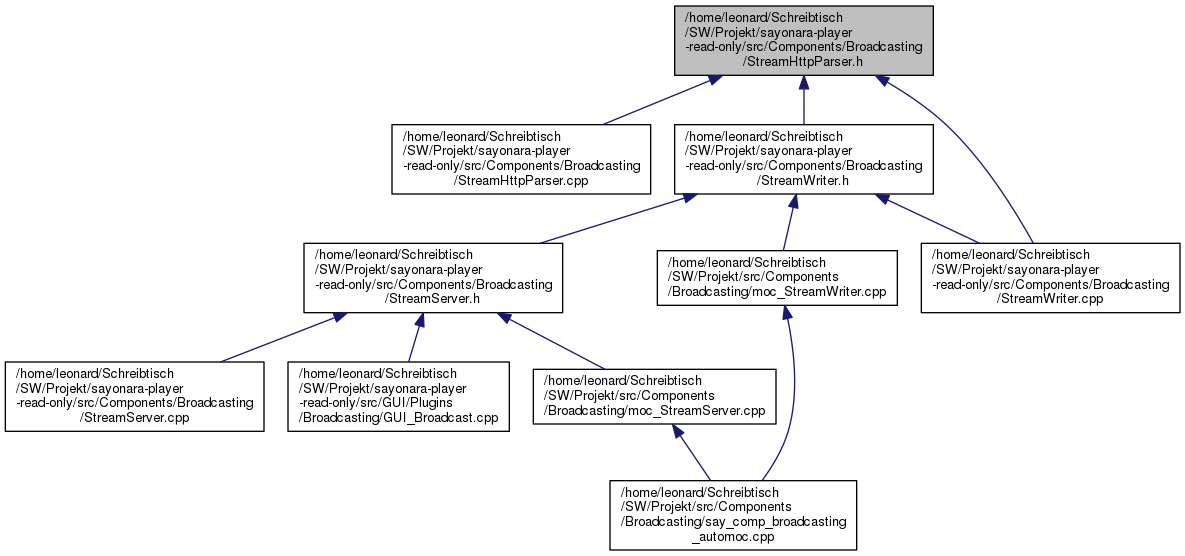 /home/leonard/Schreibtisch
/SW/Projekt/sayonara-player
-read-only/src/Components/Broadcasting
/StreamHttpParser.h
/home/leonard/Schreibtisch
/SW/Projekt/sayonara-player
-read-only/src/Components/Broadcasting
/StreamHttpParser.cpp
/home/leonard/Schreibtisch
/SW/Projekt/sayonara-player
-read-only/src/Components/Broadcasting
/StreamWriter.h
/home/leonard/Schreibtisch
/SW/Projekt/sayonara-player
-read-only/src/Components/Broadcasting
/StreamServer.h
/home/leonard/Schreibtisch
/SW/Projekt/src/Components
/Broadcasting/moc_StreamWriter.cpp
/home/leonard/Schreibtisch
/SW/Projekt/sayonara-player
-read-only/src/Components/Broadcasting
/StreamWriter.cpp
/home/leonard/Schreibtisch
/SW/Projekt/sayonara-player
-read-only/src/Components/Broadcasting
/StreamServer.cpp
/home/leonard/Schreibtisch
/SW/Projekt/sayonara-player
-read-only/src/GUI/Plugins
/Broadcasting/GUI_Broadcast.cpp
/home/leonard/Schreibtisch
/SW/Projekt/src/Components
/Broadcasting/moc_StreamServer.cpp
/home/leonard/Schreibtisch
/SW/Projekt/src/Components
/Broadcasting/say_comp_broadcasting
_automoc.cpp